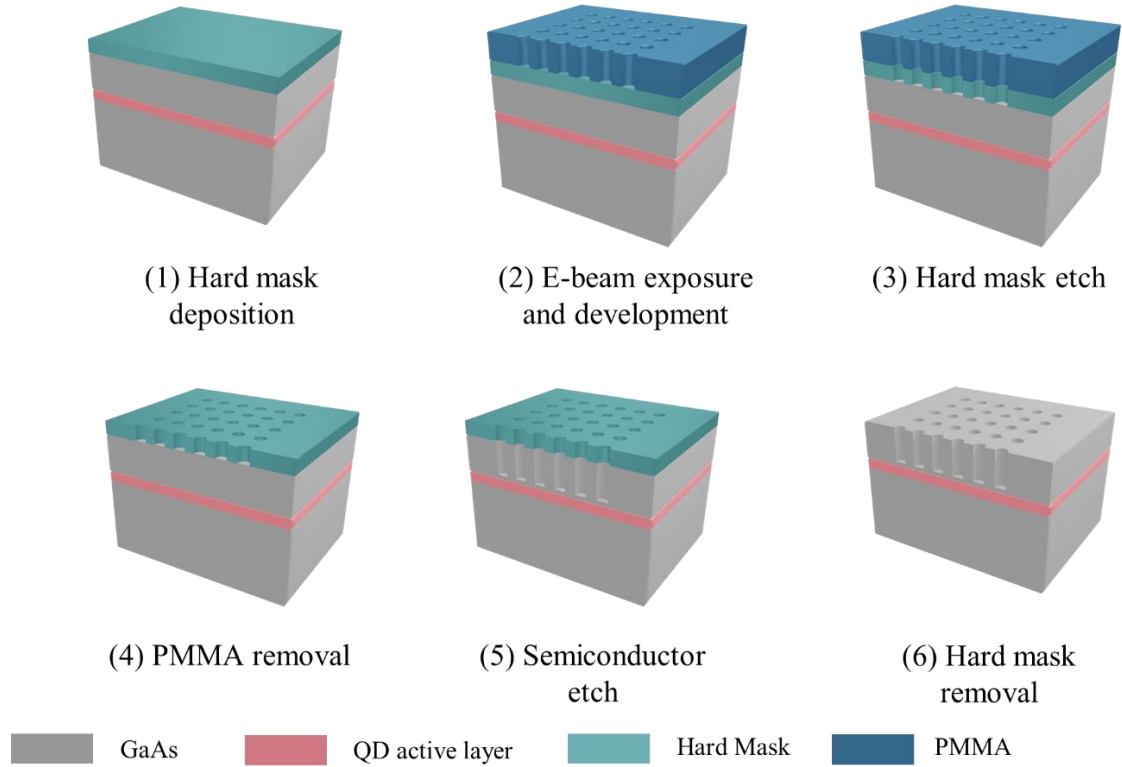 (1) Hard mask
deposition
(2) E-beam exposure
and development
(3) Hard mask etch
(4) PMMA removal
(5) Semiconductor
etch
(6) Hard mask
removal
GaAs
QD active layer
Hard Mask
PMMA